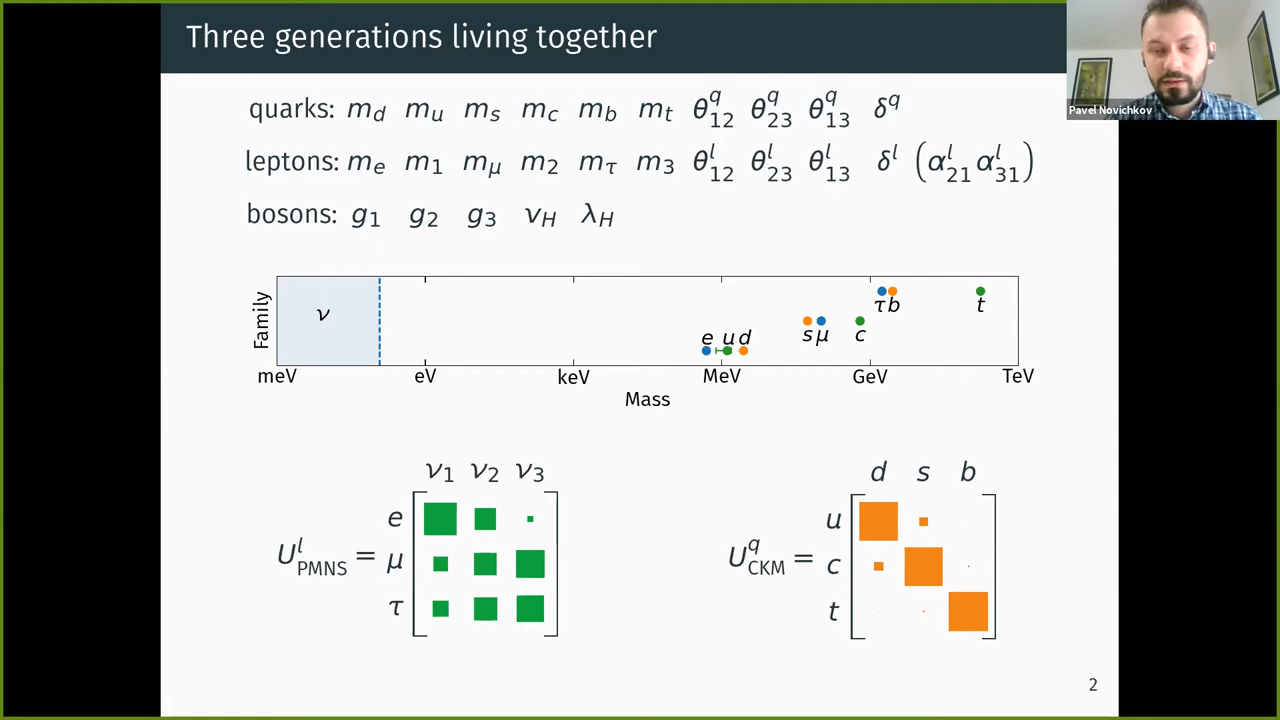 Three generations living together
Pavel Novichkov
quarks: m_d m_u m_s m_c m_b m_t θ^q_12 θ^q_23 θ^q_13 δ^q
leptons: m_e m_1 m_μ m_2 m_τ m_3 θ^l_12 θ^l_23 θ^l_13 δ^l (α^l_21 α^l_31)
bosons: g_1 g_2 g_3 v_H λ_H
Family
ν
τ b t
s μ c
e u d
meV eV keV MeV GeV TeV
Mass
ν_1 ν_2 ν_3
e
U^l_PMNS = μ
τ
d s b
u
U^q_CKM = c
t
2